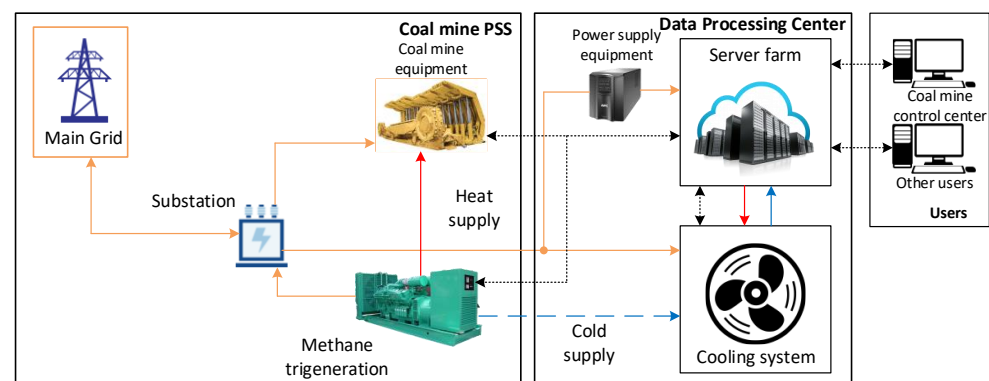 Coal mine PSS
Coal mine
equipment
Main Grid
Substation
Heat
supply
Methane
trigeneration
Data Processing Center
Power supply
equipment
Server farm
Cold
supply
Cooling system
Coal mine
control center
Other users
Users